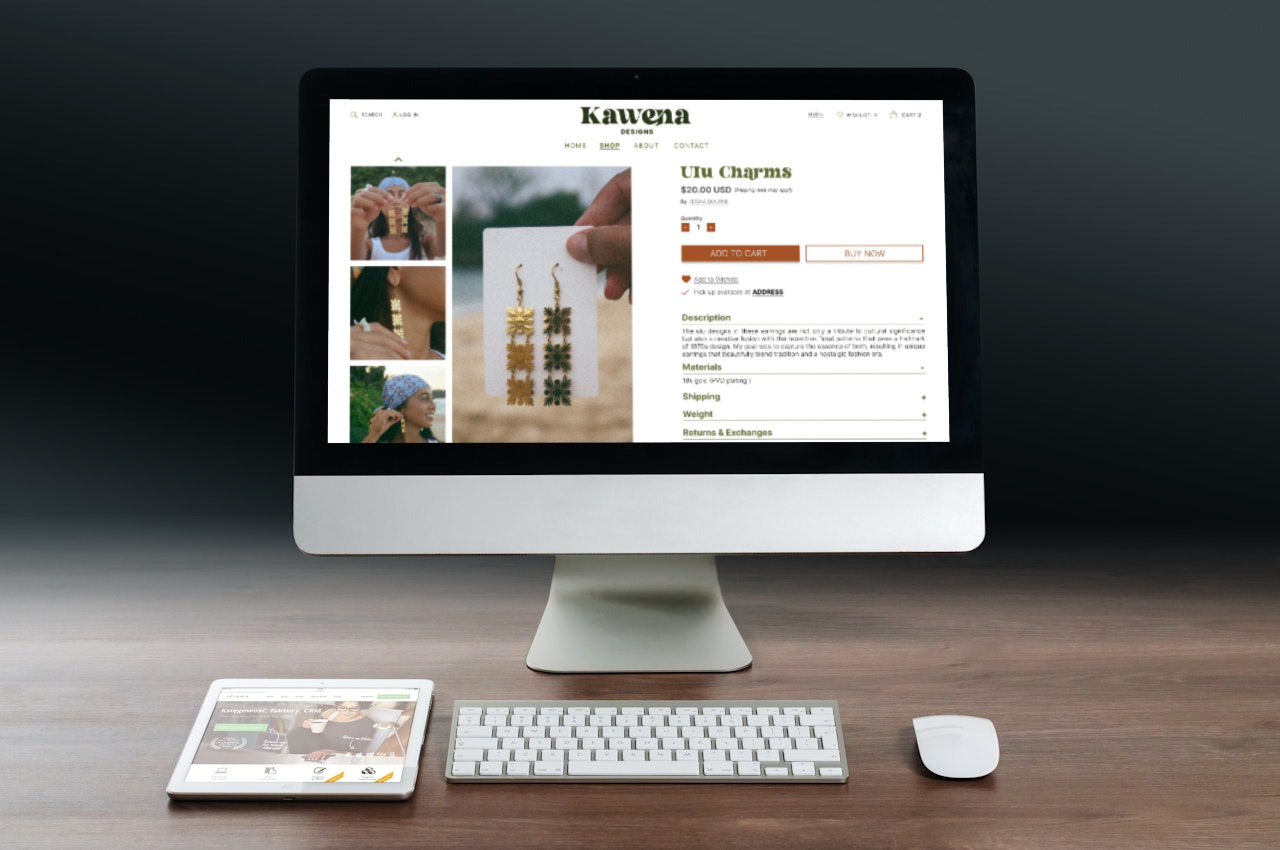 Kawena
DESIGNS
SEARCH
LOG IN
CART 2
HOME
SHOP
ABOUT
CONTACT
Ulu Charms
$20.00 USD Shipping fees may apply
By
Quantity
- 1 +
ADD TO CART
BUY NOW
Add to Wishlist
Pick up available at ADDRESS
Description -
The ulu designs in these earrings are not only a tribute to cultural significance
but also a creative fusion with the repetitive floral patterns that were a hallmark
of 1970s design. My goal was to capture the essence of both, resulting in unique
earrings that beautifully blend tradition and a nostalgic fashion era.
Materials -
18k gold (PVD plating)
Shipping +
Weight +
Returns & Exchanges +
Księgowość, faktury, CRM